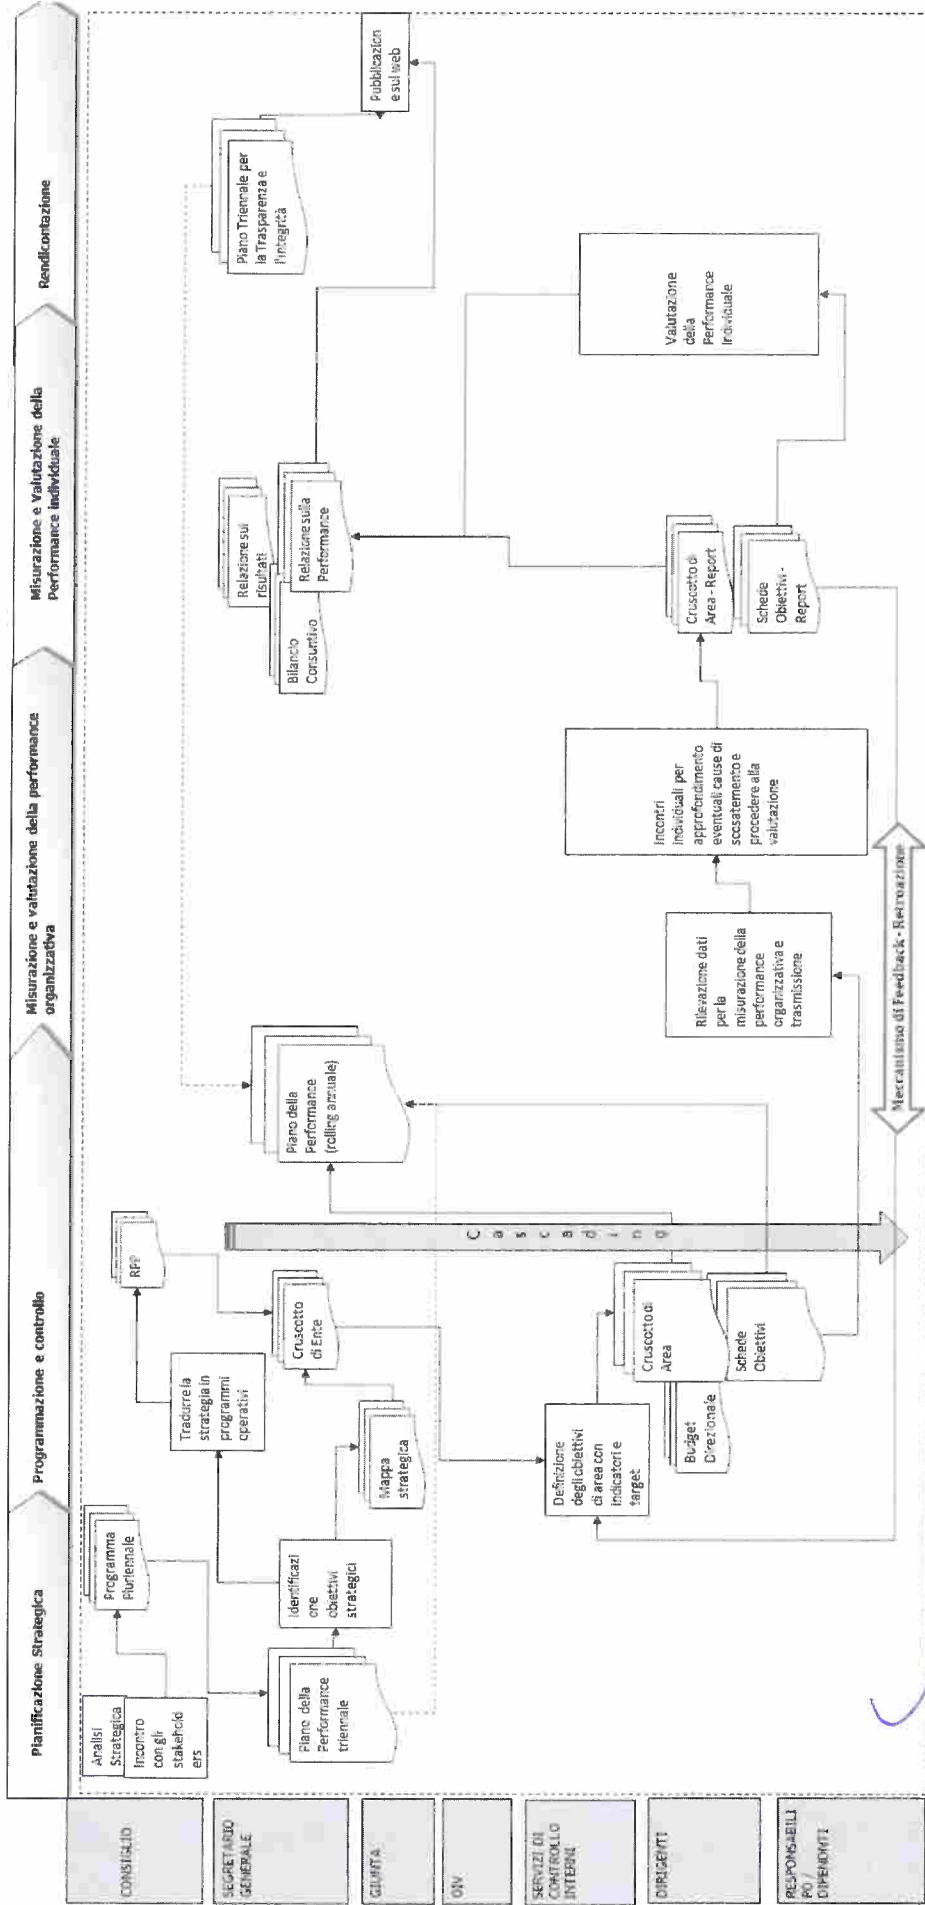 Pianificazione Strategica
Programmazione e controllo
Misurazione e valutazione della performance
organizzativa
Misurazione e Valutazione della
Performance individuale
Rendicontazione
CONSIGLIO
SEGRETARIO
GENERALE
GIUNTA
OIV
SERVIZI DI
CONTROLLO
INTERNI
DIRIGENTI
RESPONSABILI
PO/
DIPENDNTI
Analisi
Strategica
Incontro
con gli
stakehold
ers
Programma
Pluriennale
Piano della
Performance
triennale
Identificazi
one
obiettivi
strategici
Tradurre la
strategia in
programmi
operativi
RPP
Mappa
strategica
Cruscotto
di Ente
Definizione
degli obiettivi
di area con
indicatori e
target
Budget
Direzionale
Cruscotto di
Area
Schede
Obiettivi
Cascading
Piano della
Performance
(rolling annuale)
Rilevazione dati
per la
misurazione della
performance
organizzativa e
trasmissione
Incontri
individuali per
approfondimento
eventuali cause di
scosatemento e
procedere alla
valutazione
Meccanismo di Feedback - Retroazione
Relazione sui
risultati
Bilancio
Consuntivo
Relazione sulla
Performance
Cruscotto di
Area - Report
Schede
Obiettivi -
Report
Valutazione
della
Performance
Individuale
Piano Triennale per
la Trasparenza e
l'integrità
Pubblicazion
e sul web